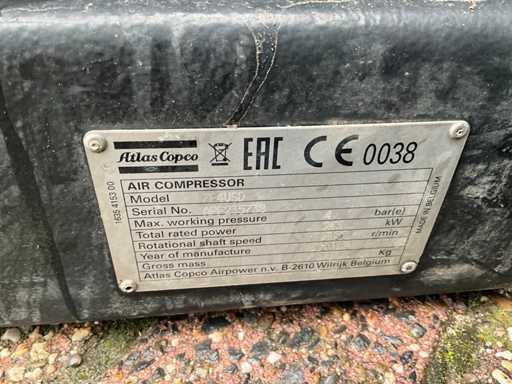 Atlas Copco EAC CE 0038
AIR COMPRESSOR
Model
Serial No.
Max. working pressure bar(e)
Total rated power kW
Rotational shaft speed r/min
Year of manufacture
Gross mass Kg
Atlas Copco Airpower n.v. B-2610 Wilrijk Belgium
1635 4153 00
MADE IN BELGIUM